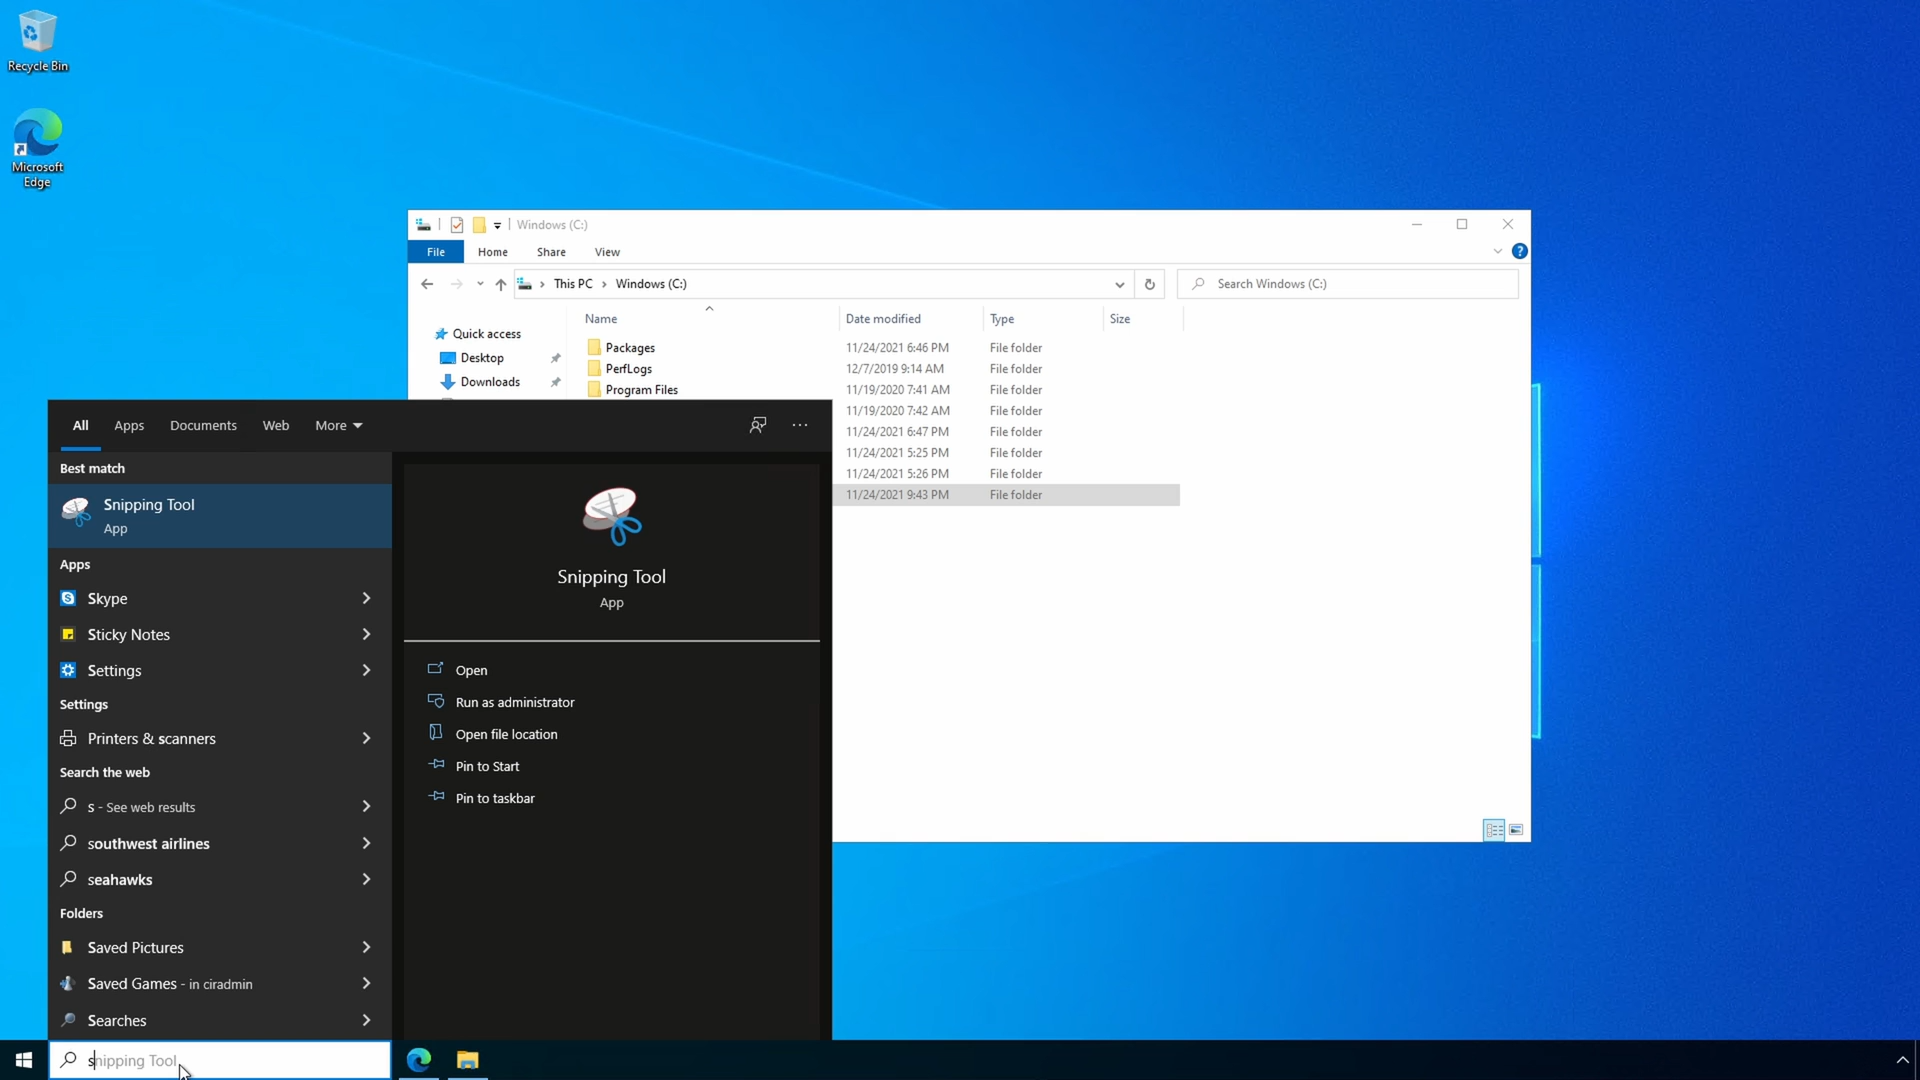 Recycle Bin
Microsoft
Edge
Windows (C:)
File
Home
Share
View
This PC
Windows (C:)
Search Windows (C:)
Name
Date modified
Type
Size
Quick access
Desktop
Downloads
Packages 11/24/2021 6:46 PM File folder
PerfLogs 12/7/2019 9:14 AM File folder
Program Files 11/19/2020 7:41 AM File folder
11/19/2020 7:42 AM File folder
11/24/2021 6:47 PM File folder
11/24/2021 5:25 PM File folder
11/24/2021 5:26 PM File folder
11/24/2021 9:43 PM File folder
All
Apps
Documents
Web
More
Best match
Snipping Tool
App
Apps
Skype
Sticky Notes
Settings
Settings
Printers & scanners
Search the web
s - See web results
southwest airlines
seahawks
Folders
Saved Pictures
Saved Games - in ciradmin
Searches
Snipping Tool
App
Open
Run as administrator
Open file location
Pin to Start
Pin to taskbar
snipping Tool